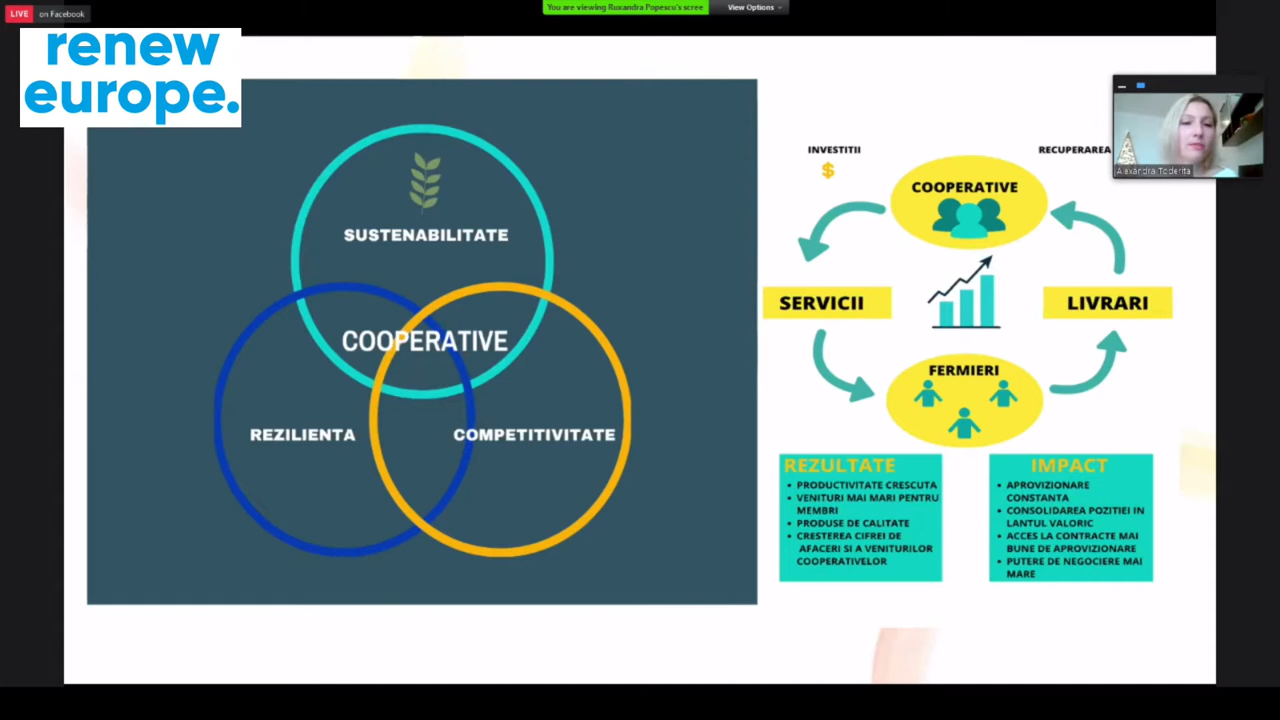 LIVE on Facebook
You are viewing Ruxandra Popescu's scree
View Options
renew
europe.
SUSTENABILITATE
COOPERATIVE
REZILIENTA
COMPETITIVITATE
INVESTITII
$
RECUPERAREA
Alexandra Toderita
COOPERATIVE
SERVICII
LIVRARI
FERMIERI
REZULTATE
• PRODUCTIVITATE CRESCUTA
• VENITURI MAI MARI PENTRU
MEMBRI
• PRODUSE DE CALITATE
• CRESTEREA CIFREI DE
AFACERI SI A VENITURILOR
COOPERATIVELOR
IMPACT
• APROVIZIONARE
CONSTANTA
• CONSOLIDAREA POZITIEI IN
LANTUL VALORIC
• ACCES LA CONTRACTE MAI
BUNE DE APROVIZIONARE
• PUTERE DE NEGOCIERE MAI
MARE